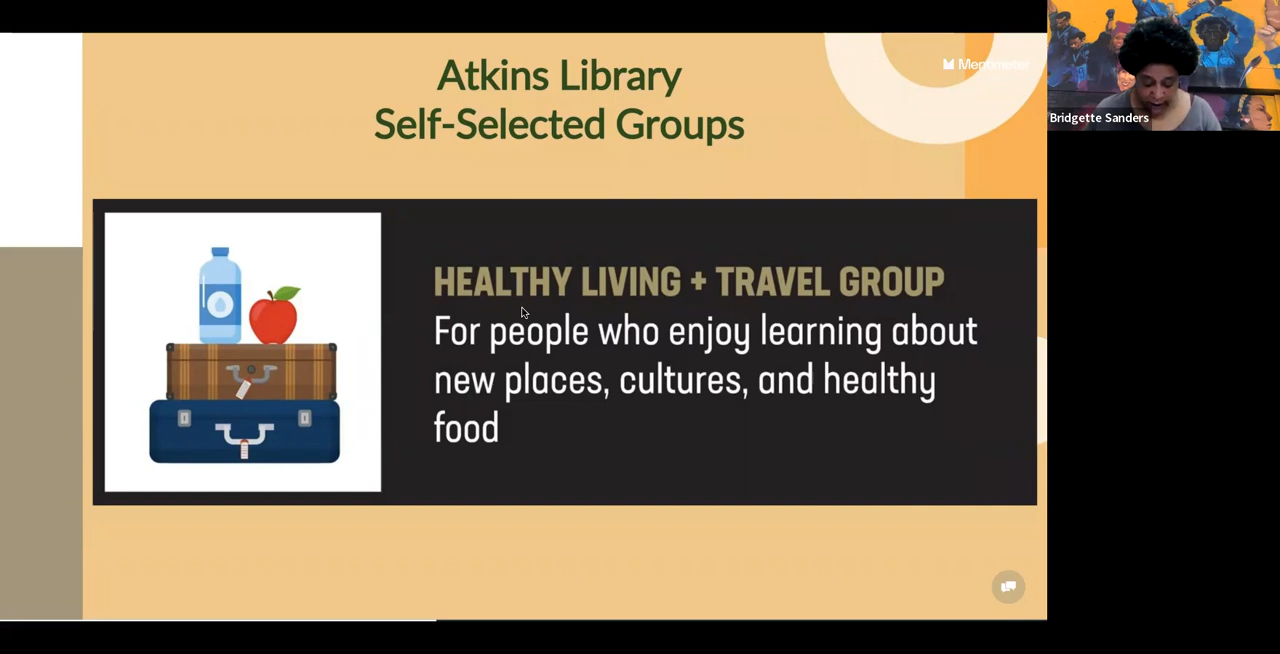 Atkins Library
Self-Selected Groups
Mentimeter
Bridgette Sanders
HEALTHY LIVING + TRAVEL GROUP
For people who enjoy learning about
new places, cultures, and healthy
food